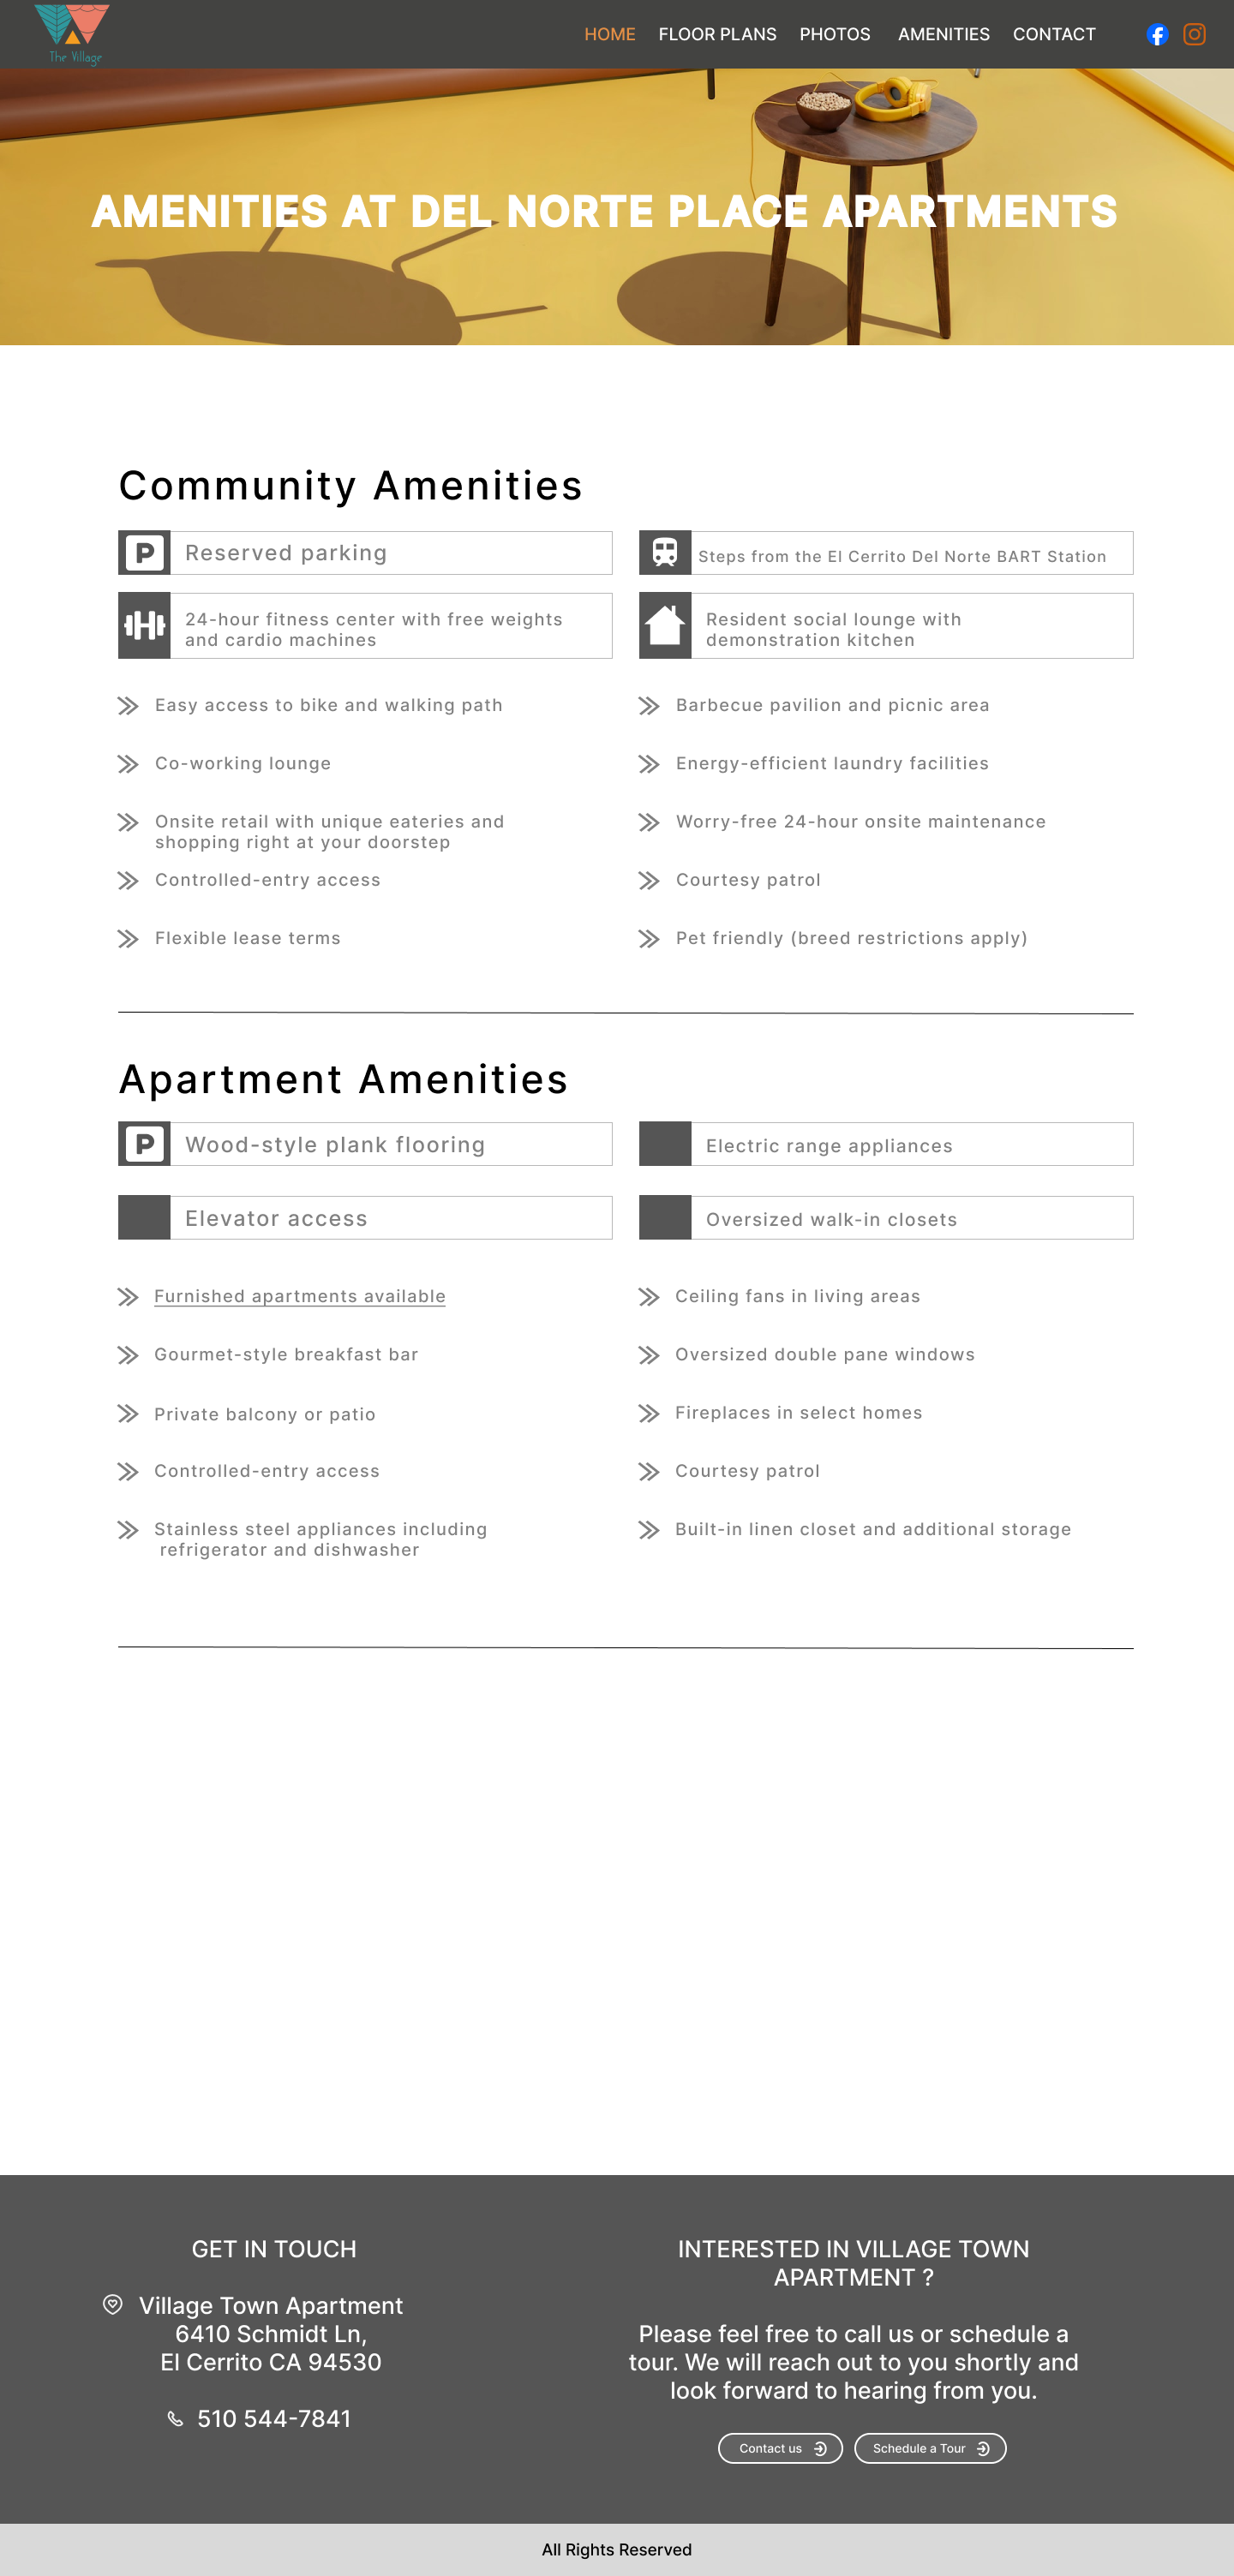 The Village
HOME FLOOR PLANS PHOTOS AMENITIES CONTACT
AMENITIES AT DEL NORTE PLACE APARTMENTS
Community Amenities
P Reserved parking
Steps from the El Cerrito Del Norte BART Station
24-hour fitness center with free weights
and cardio machines
Resident social lounge with
demonstration kitchen
Easy access to bike and walking path
Barbecue pavilion and picnic area
Co-working lounge
Energy-efficient laundry facilities
Onsite retail with unique eateries and
shopping right at your doorstep
Worry-free 24-hour onsite maintenance
Controlled-entry access
Courtesy patrol
Flexible lease terms
Pet friendly (breed restrictions apply)
Apartment Amenities
P Wood-style plank flooring
Electric range appliances
Elevator access
Oversized walk-in closets
Furnished apartments available
Ceiling fans in living areas
Gourmet-style breakfast bar
Oversized double pane windows
Private balcony or patio
Fireplaces in select homes
Controlled-entry access
Courtesy patrol
Stainless steel appliances including
refrigerator and dishwasher
Built-in linen closet and additional storage
GET IN TOUCH
Village Town Apartment
6410 Schmidt Ln,
El Cerrito CA 94530
510 544-7841
INTERESTED IN VILLAGE TOWN
APARTMENT ?
Please feel free to call us or schedule a
tour. We will reach out to you shortly and
look forward to hearing from you.
Contact us
Schedule a Tour
All Rights Reserved